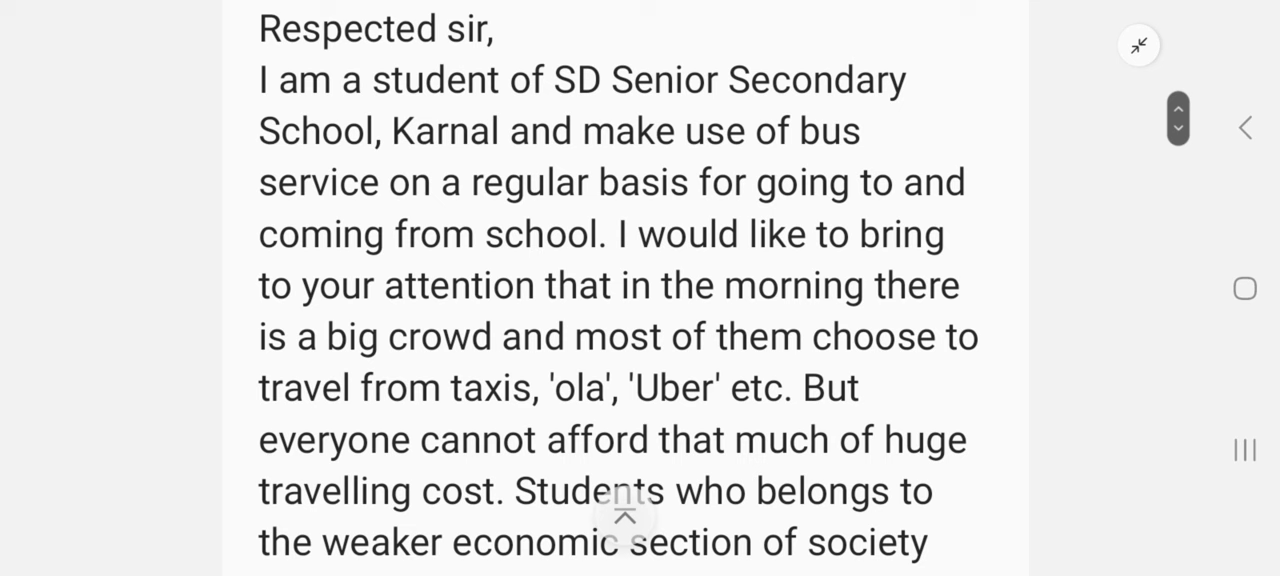 Respected sir,
I am a student of SD Senior Secondary
School, Karnal and make use of bus
service on a regular basis for going to and
coming from school. I would like to bring
to your attention that in the morning there
is a big crowd and most of them choose to
travel from taxis, 'ola', 'Uber' etc. But
everyone cannot afford that much of huge
travelling cost. Students who belongs to
the weaker economic section of society